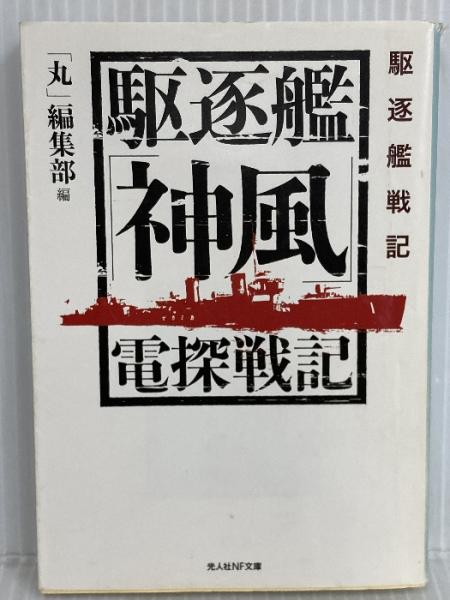 駆逐艦戦記
駆逐艦
「神風」
電探戦記
「丸」編集部 編
光人社NF文庫